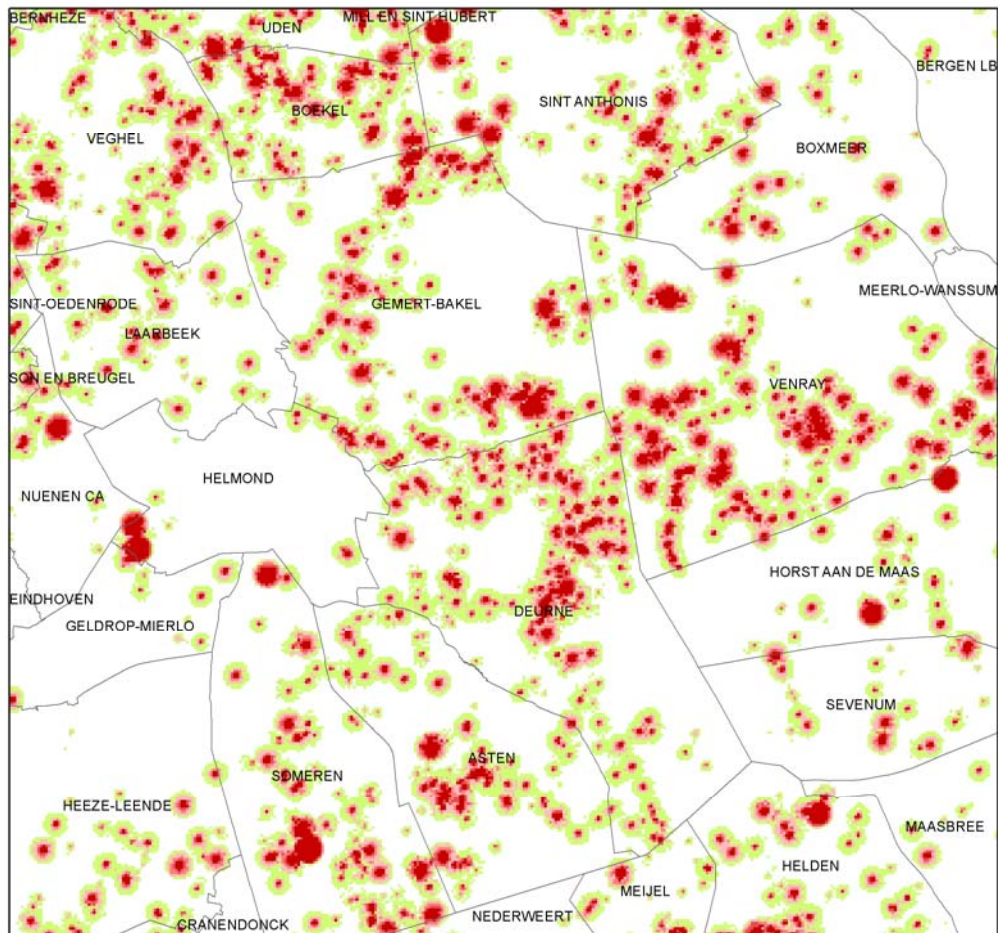 BERNHEZE
MILL EN SINT HUBERT
UDEN
BERGEN LB
SINT ANTHONIS
BOEKEL
VEGHEL
BOXMEER
MEERLO-WANSSUM
SINT-OEDENRODE
GEMERT-BAKEL
LAARBEEK
SON EN BREUGEL
VENRAY
HELMOND
NUENEN CA
HORST AAN DE MAAS
EINDHOVEN
DEURNE
GELDROP-MIERLO
SEVENUM
ASTEN
SOMEREN
HEEZE-LEENDE
MAASBREE
HELDEN
MEIJEL
NEDERWEERT
CRANENDONCK